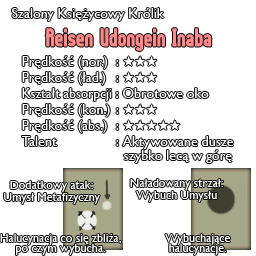 Szalony Księżycowy Królik
Reisen Udongein Inaba
Prędkość (nor.) : ☆☆☆
Prędkość (ład.) : ☆☆☆
Kształt absorpcji : Obrotowe oko
Prędkość (kon.) : ☆☆☆
Prędkość (abs.) : ☆☆☆☆☆
Talent : Aktywowane dusze
szybko lecą w górę
Dodatkowy atak:
Umysł Metafizyczny
Halucynacja co się zbliża,
po czym wybucha.
Naładowany strzał:
Wybuch Umysłu
Wybuchające
halucynacje.